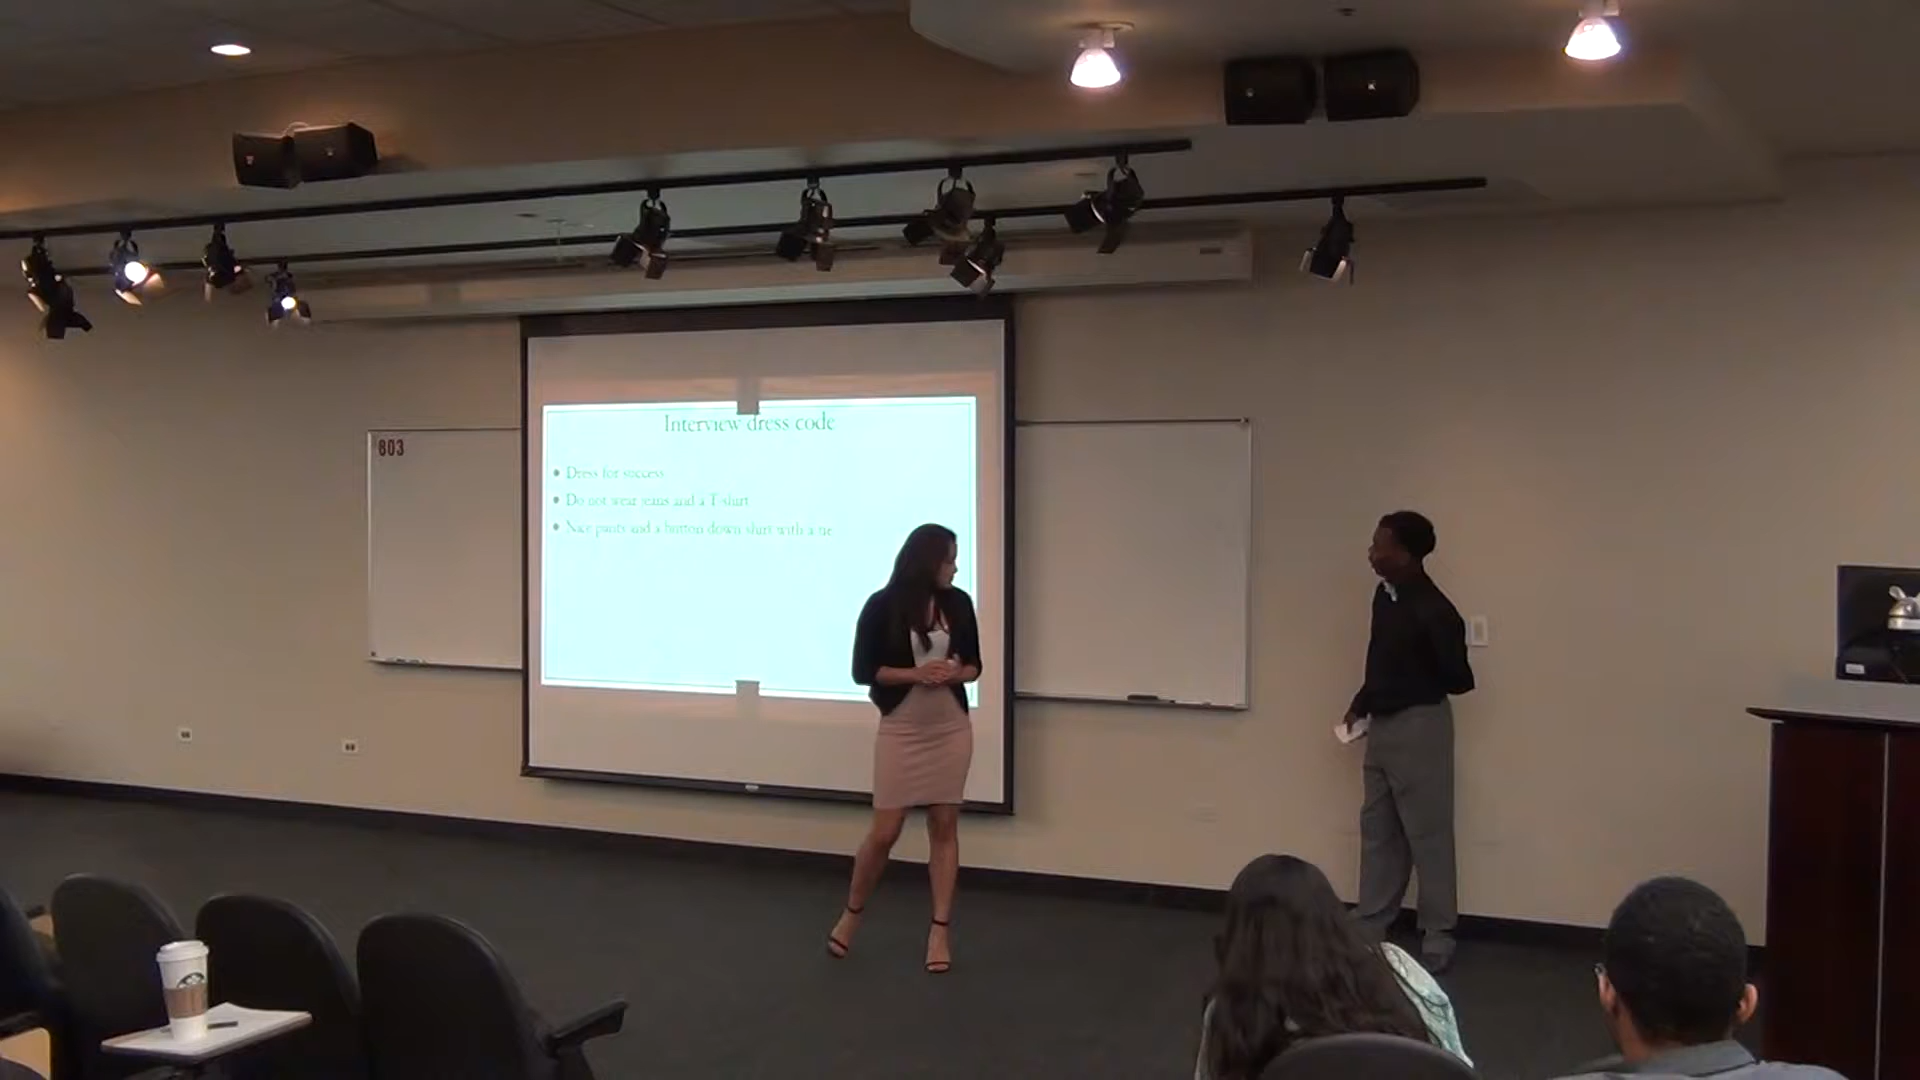 803
Interview dress code
Dress for success
Do not wear jeans and a T-shirt
Nice pants and a button down shirt with a tie